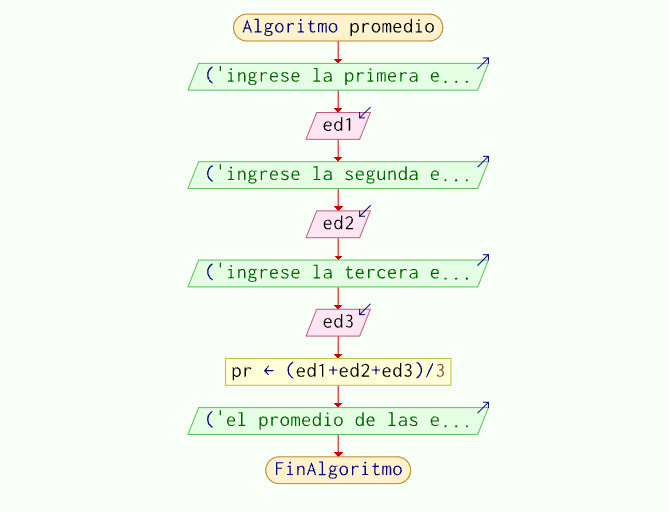 Algoritmo promedio
('ingrese la primera e...
ed1
('ingrese la segunda e...
ed2
('ingrese la tercera e...
ed3
pr ← (ed1+ed2+ed3)/3
('el promedio de las e...
FinAlgoritmo